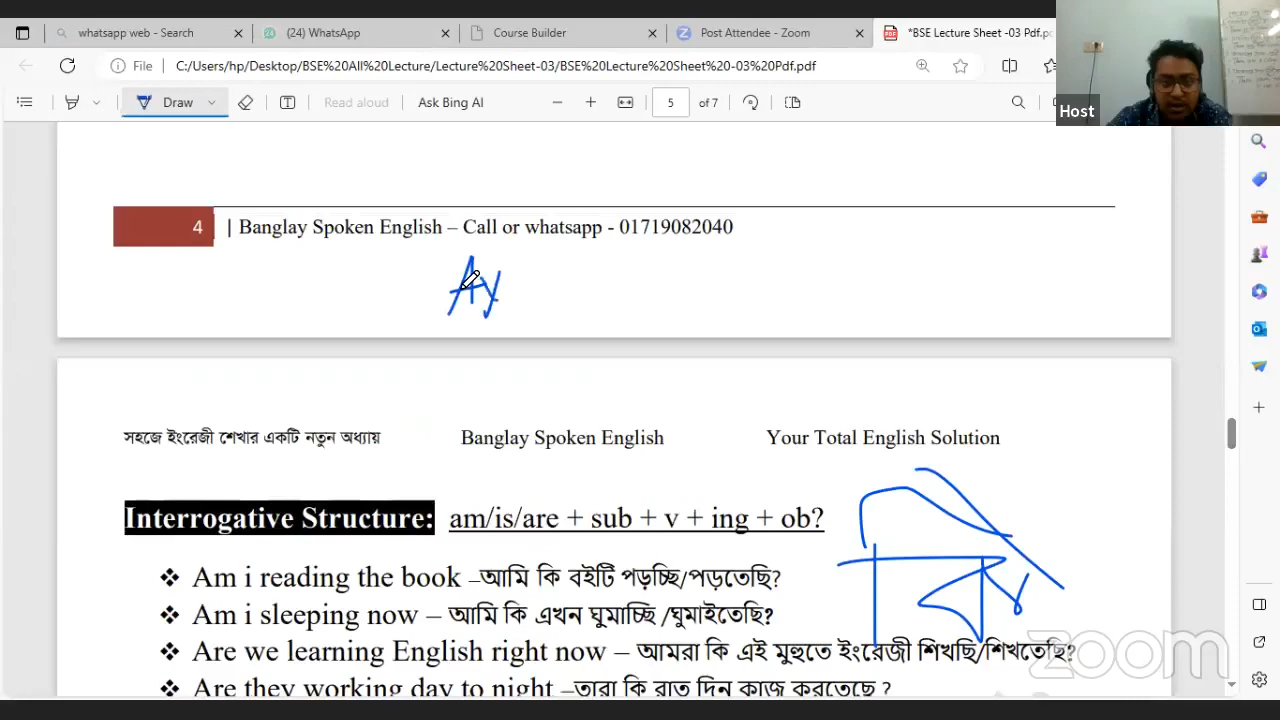 whatsapp web - Search
(24) WhatsApp
Course Builder
Post Attendee - Zoom
*BSE Lecture Sheet -03 Pdf.pd
File
C:/Users/hp/Desktop/BSE%20All%20Lecture/Lecture%20Sheet-03/BSE%20Lecture%20Sheet%20-03%20Pdf.pdf
Draw
Read aloud
Ask Bing AI
5 of 7
Host
4 | Banglay Spoken English – Call or whatsapp - 01719082040
Ay
সহজে ইংরেজী শেখার একটি নতুন অধ্যায় Banglay Spoken English Your Total English Solution
Interrogative Structure: am/is/are + sub + v + ing + ob?
❖ Am i reading the book –আমি কি বইটি পড়চ্ছি/পড়তেছি?
❖ Am i sleeping now – আমি কি এখন ঘুমাচ্ছি /ঘুমাইতেছি?
❖ Are we learning English right now – আমরা কি এই মুহুতে ইংরেজী শিখছি/শিখতেছি?
❖ Are they working day to night –তারা কি রাত দিন কাজ করতেছে ?
zoom